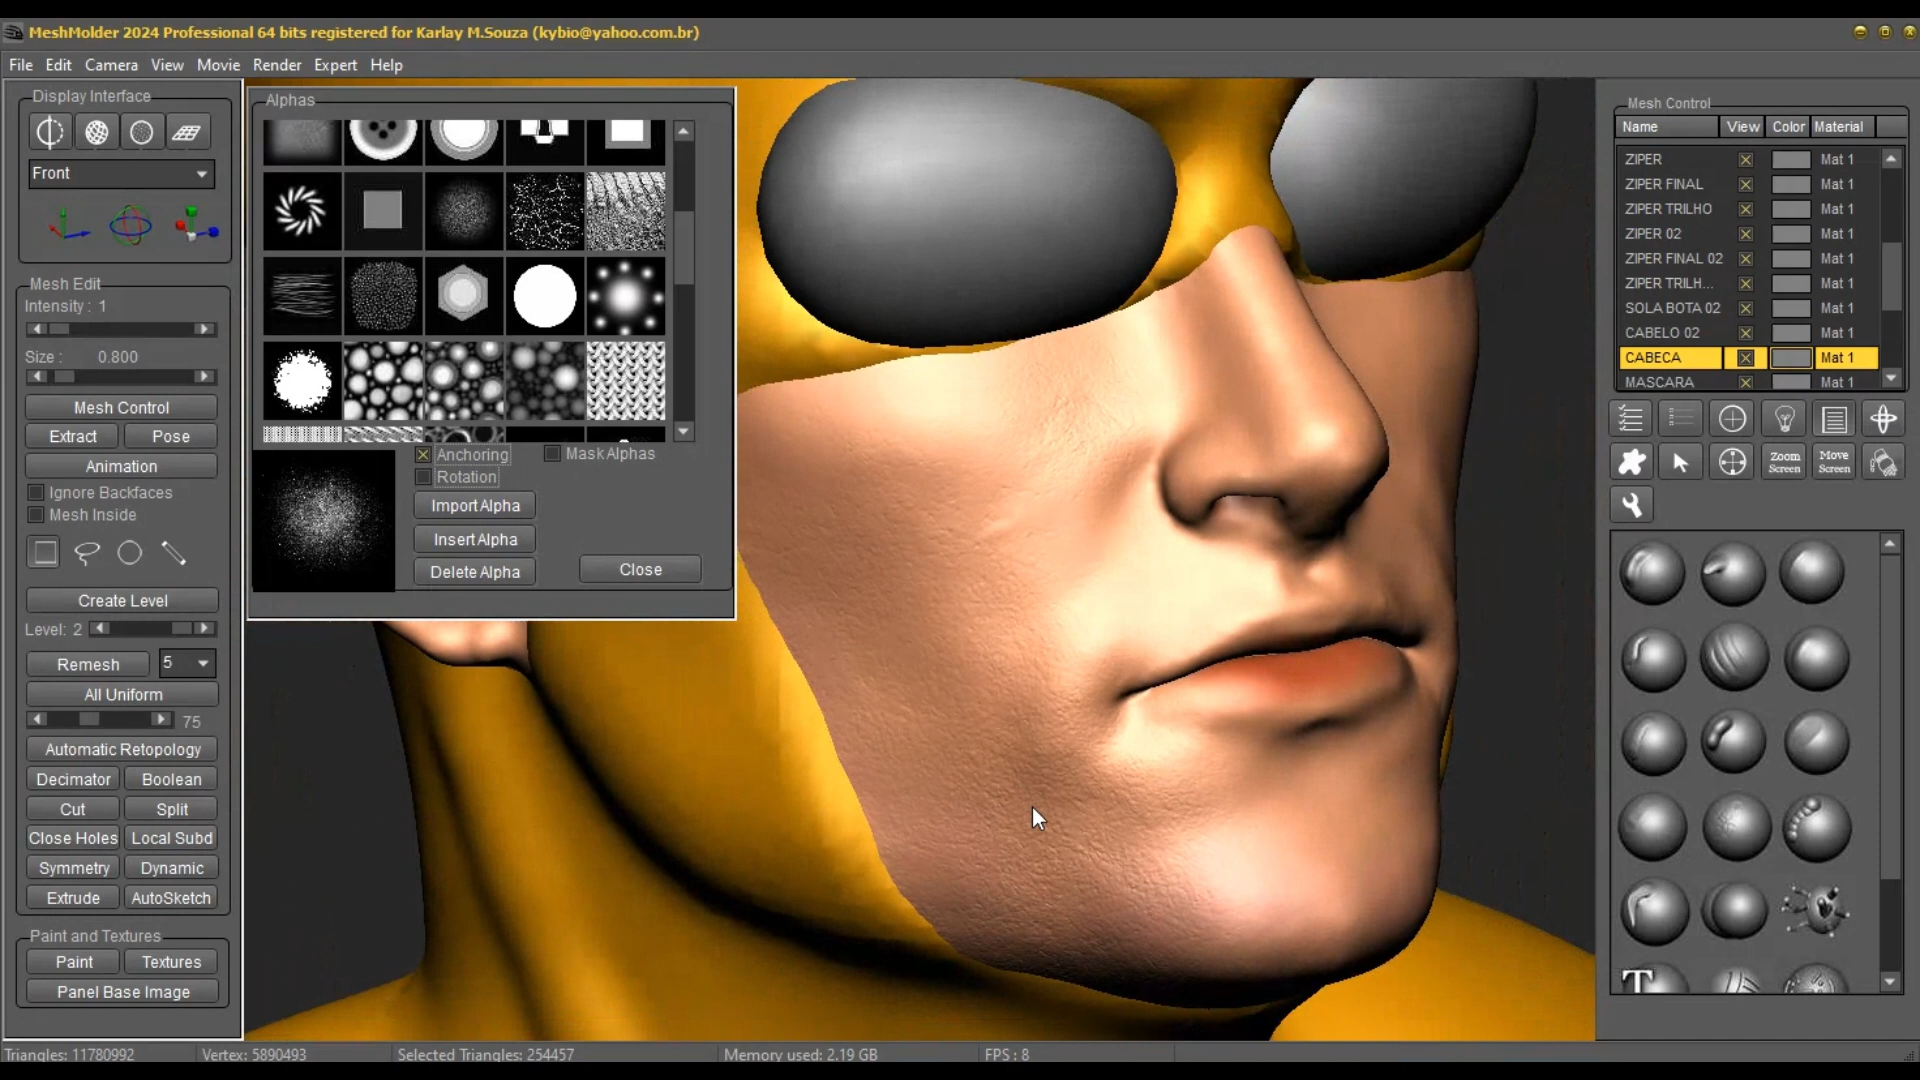 MeshMolder 2024 Professional 64 bits registered for Karlay M.Souza (kybio@yahoo.com.br)
File Edit Camera View Movie Render Expert Help
Display Interface
Front
Mesh Edit
Intensity : 1
Size : 0.800
Mesh Control
Extract Pose
Animation
Ignore Backfaces
Mesh Inside
Create Level
Level: 2
Remesh 5
All Uniform
75
Automatic Retopology
Decimator Boolean
Cut Split
Close Holes Local Subd
Symmetry Dynamic
Extrude AutoSketch
Paint and Textures
Paint Textures
Panel Base Image
Alphas
Anchoring Mask Alphas
Rotation
Import Alpha
Insert Alpha
Delete Alpha Close
Mesh Control
Name View Color Material
ZIPER Mat 1
ZIPER FINAL Mat 1
ZIPER TRILHO Mat 1
ZIPER 02 Mat 1
ZIPER FINAL 02 Mat 1
ZIPER TRILH... Mat 1
SOLA BOTA 02 Mat 1
CABELO 02 Mat 1
CABECA Mat 1
MASCARA Mat 1
Zoom Screen
Move Screen
T
Triangles: 11780992 Vertex: 5890493 Selected Triangles: 254457 Memory used: 2.19 GB FPS : 8